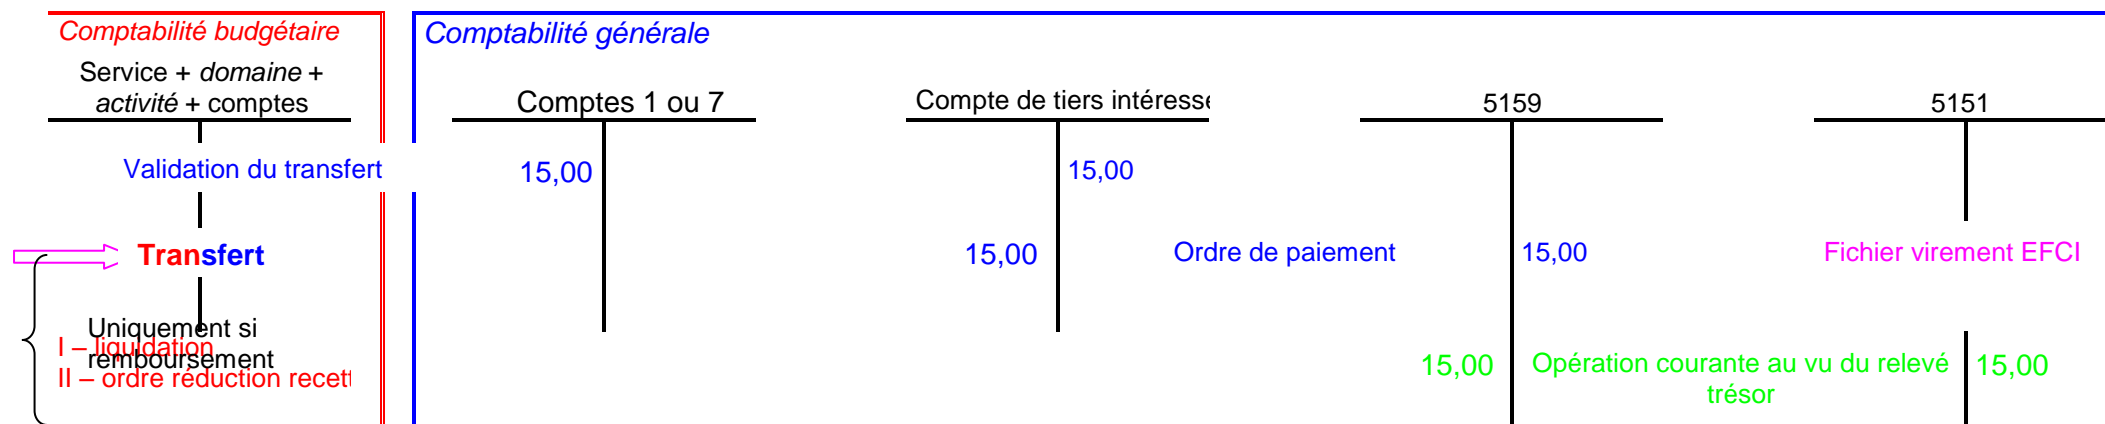 Comptabilité budgétaire
Comptabilité générale
Service + domaine +
activité + comptes
Comptes 1 ou 7
Compte de tiers intéressé
5159
5151
Validation du transfert
15,00
15,00
Transfert
15,00
Ordre de paiement
15,00
Fichier virement EFCI
Uniquement si
remboursement
I – liquidation
II – ordre réduction recett
15,00
Opération courante au vu du relevé
trésor
15,00